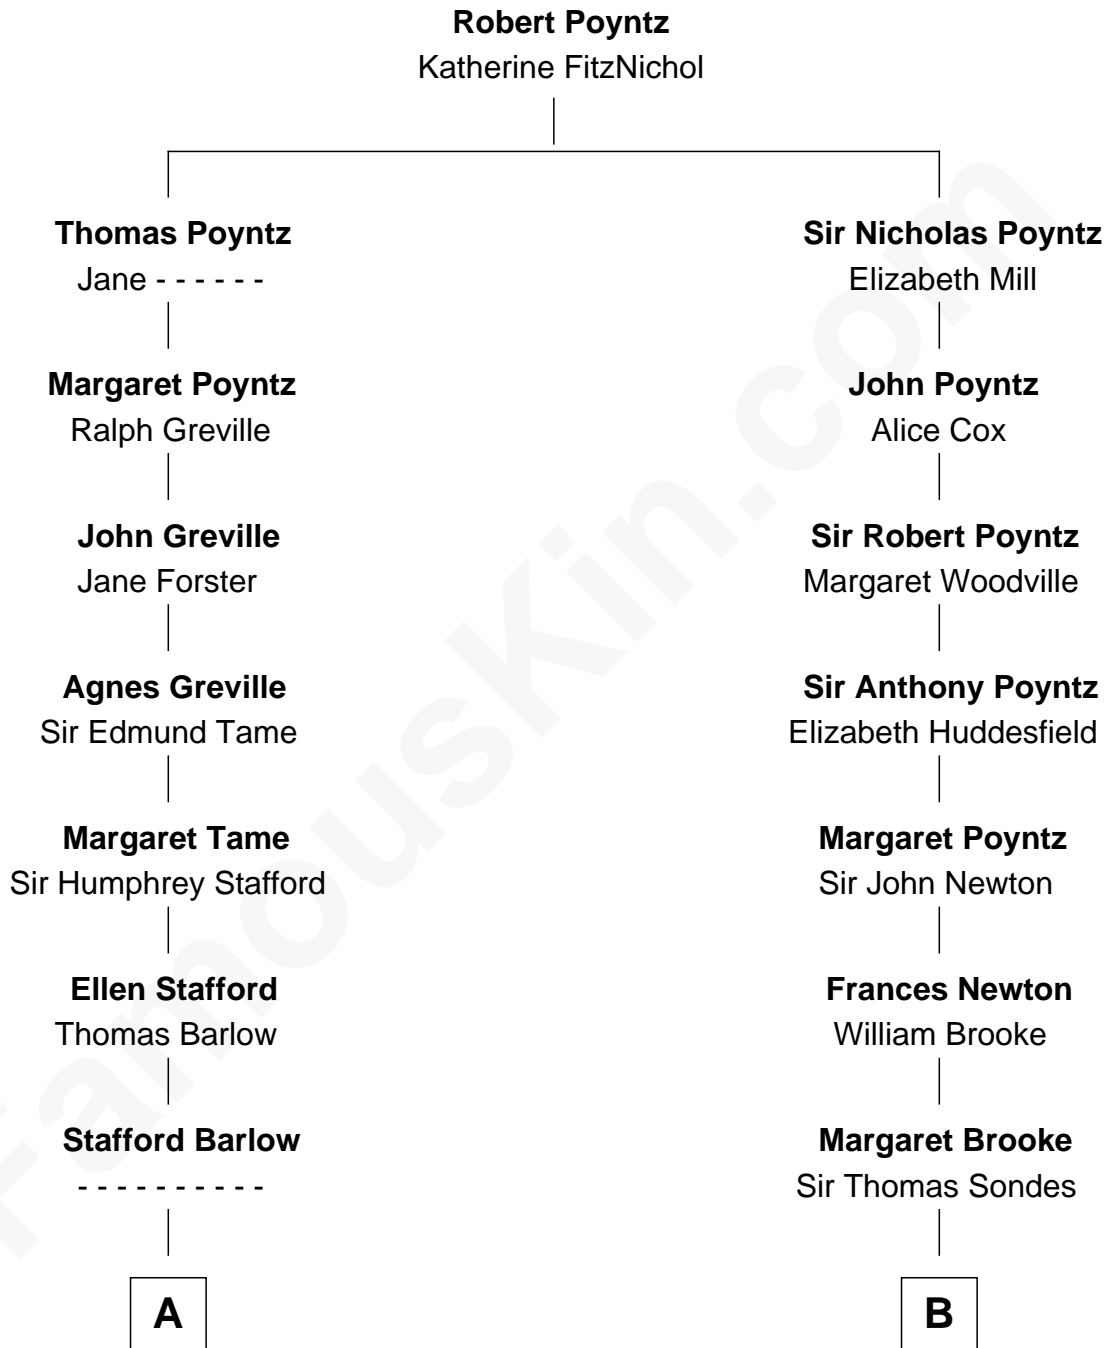 Robert Poyntz
Katherine FitzNichol
Thomas Poyntz
Jane - - - - - -
Sir Nicholas Poyntz
Elizabeth Mill
Margaret Poyntz
Ralph Greville
John Poyntz
Alice Cox
John Greville
Jane Forster
Sir Robert Poyntz
Margaret Woodville
Agnes Greville
Sir Edmund Tame
Sir Anthony Poyntz
Elizabeth Huddesfield
Margaret Tame
Sir Humphrey Stafford
Margaret Poyntz
Sir John Newton
Ellen Stafford
Thomas Barlow
Frances Newton
William Brooke
Stafford Barlow
- - - - - - - - - -
Margaret Brooke
Sir Thomas Sondes
A
B
FamousKin.com